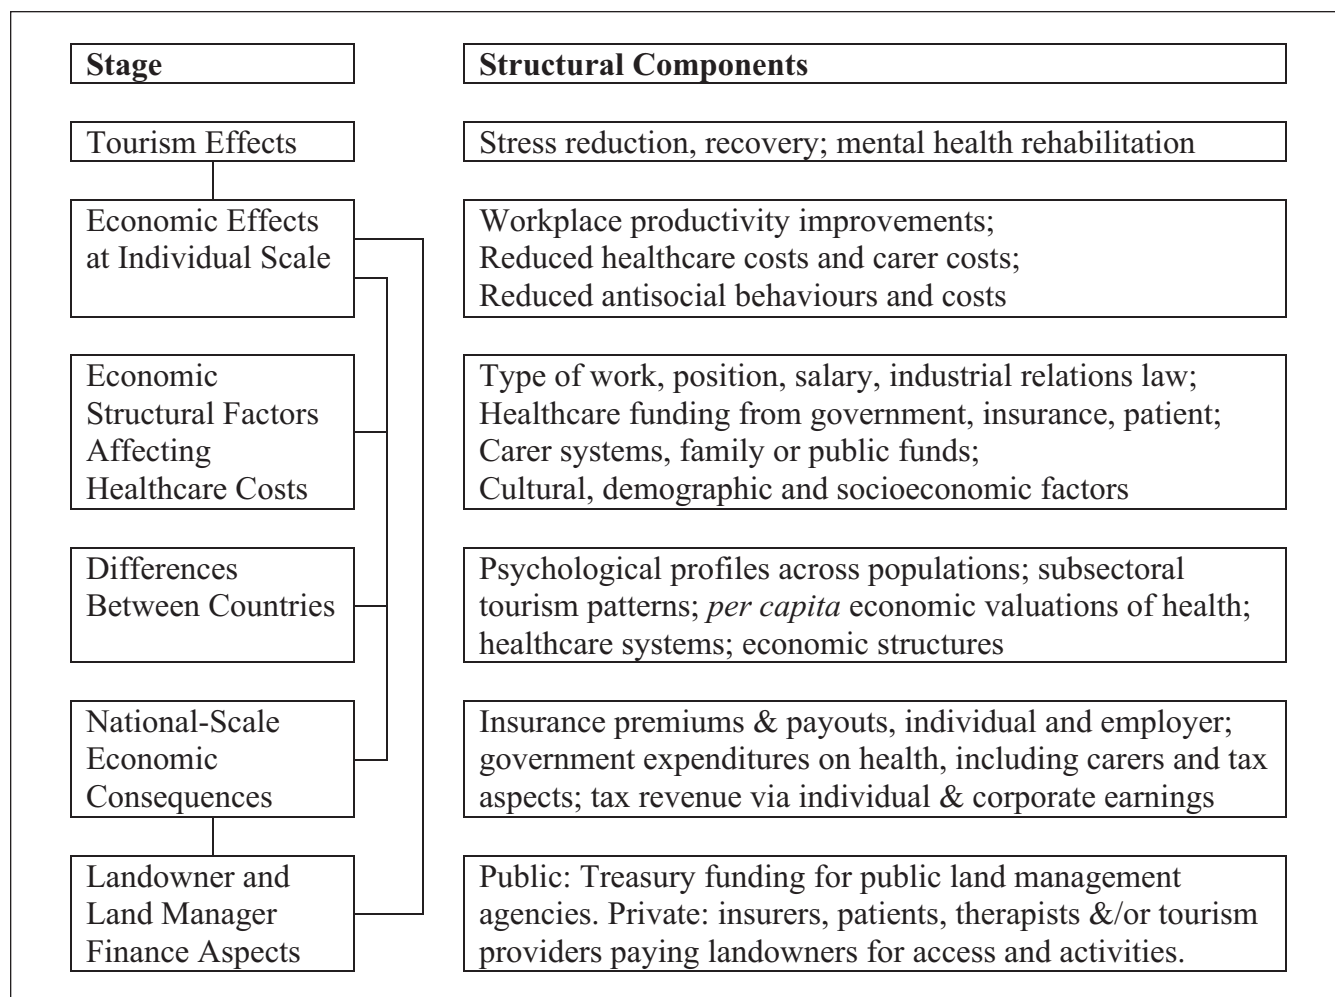 Stage
Structural Components
Tourism Effects
Stress reduction, recovery; mental health rehabilitation
Economic Effects
at Individual Scale
Workplace productivity improvements;
Reduced healthcare costs and carer costs;
Reduced antisocial behaviours and costs
Economic
Structural Factors
Affecting
Healthcare Costs
Type of work, position, salary, industrial relations law;
Healthcare funding from government, insurance, patient;
Carer systems, family or public funds;
Cultural, demographic and socioeconomic factors
Differences
Between Countries
Psychological profiles across populations; subsectoral
tourism patterns; per capita economic valuations of health;
healthcare systems; economic structures
National-Scale
Economic
Consequences
Insurance premiums & payouts, individual and employer;
government expenditures on health, including carers and tax
aspects; tax revenue via individual & corporate earnings
Landowner and
Land Manager
Finance Aspects
Public: Treasury funding for public land management
agencies. Private: insurers, patients, therapists &/or tourism
providers paying landowners for access and activities.